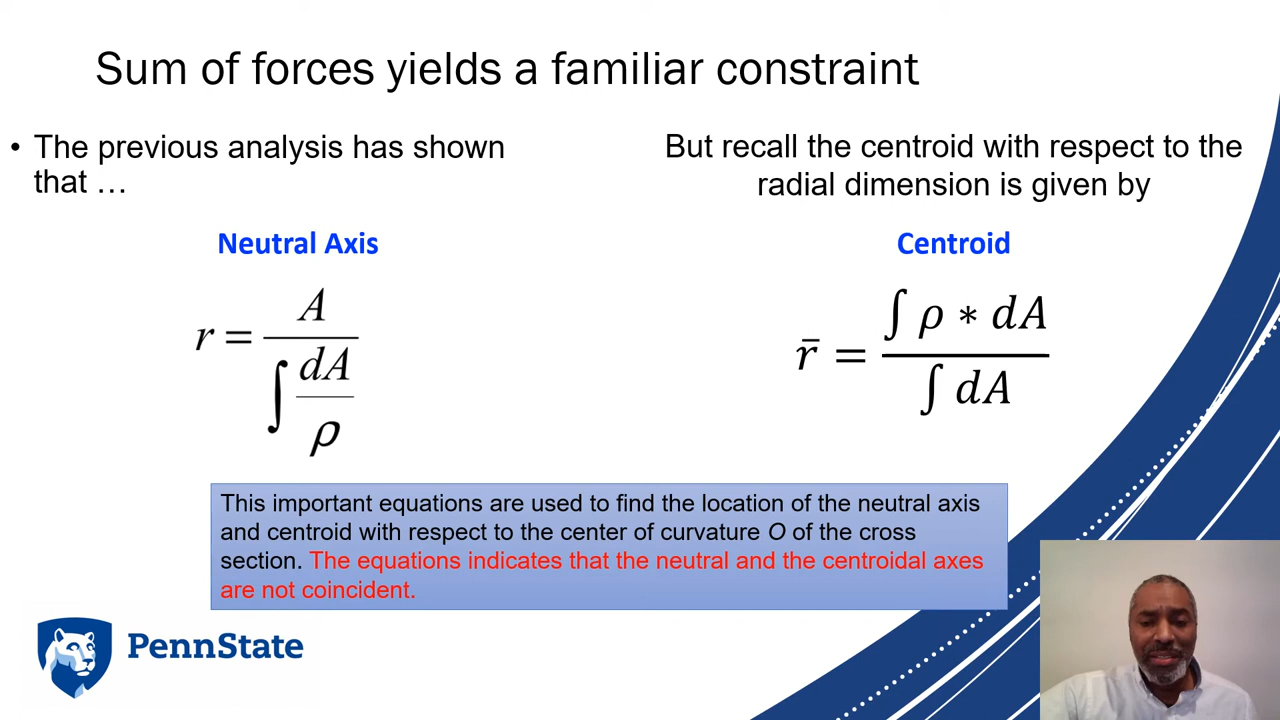 Sum of forces yields a familiar constraint
• The previous analysis has shown
that …
Neutral Axis
r = A / ∫ dA/ρ
But recall the centroid with respect to the
radial dimension is given by
Centroid
r̄ = ∫ ρ ∗ dA / ∫ dA
This important equations are used to find the location of the neutral axis
and centroid with respect to the center of curvature O of the cross
section. The equations indicates that the neutral and the centroidal axes
are not coincident.
PennState